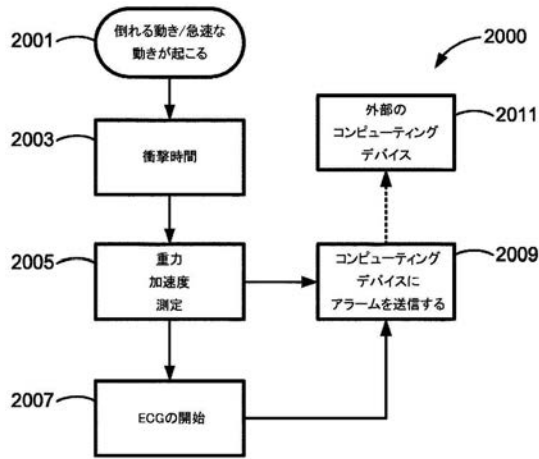 2001
倒れる動き/急速な
動きが起こる
2000
2003
衝撃時間
外部の
コンピューティング
デバイス
2011
2005
重力
加速度
測定
コンピューティング
デバイスに
アラームを送信する
2009
2007
ECGの開始